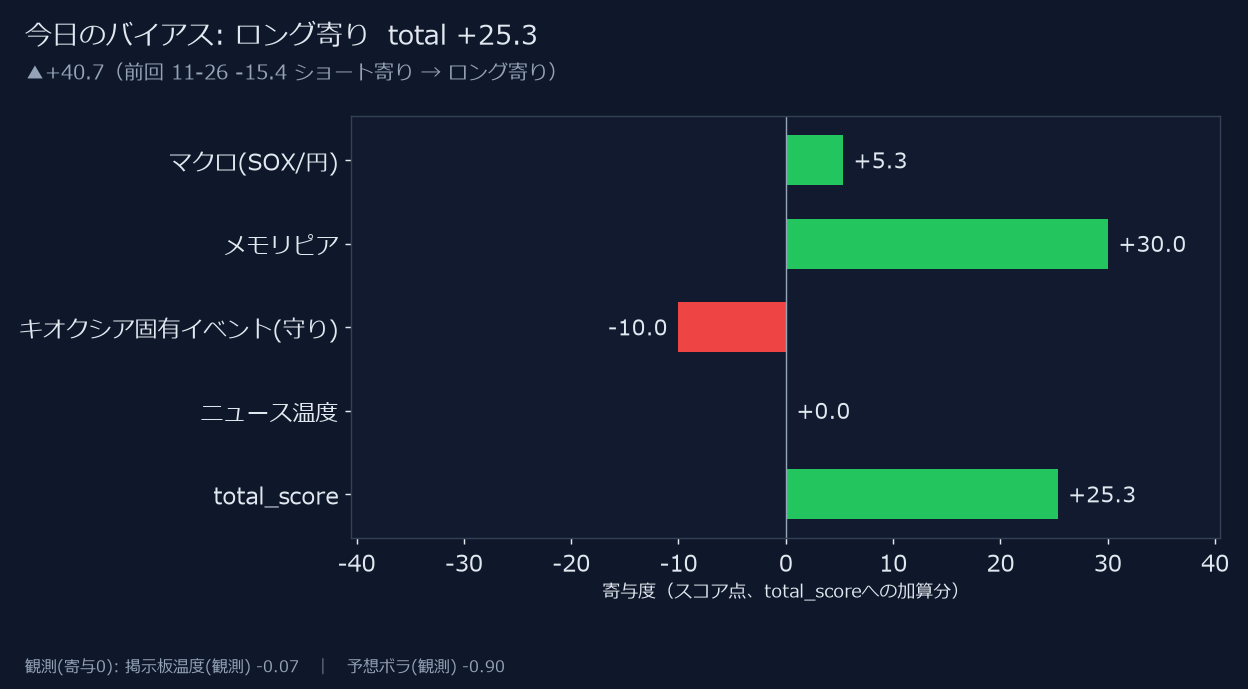 今日のバイアス: ロング寄り total +25.3
▲+40.7（前回 11-26 -15.4 ショート寄り → ロング寄り）
マクロ(SOX/円)
+5.3
メモリピア
+30.0
キオクシア固有イベント(守り)
-10.0
ニュース温度
+0.0
total_score
+25.3
-40 -30 -20 -10 0 10 20 30 40
寄与度（スコア点、total_scoreへの加算分）
観測(寄与0): 掲示板温度(観測) -0.07 ｜ 予想ボラ(観測) -0.90